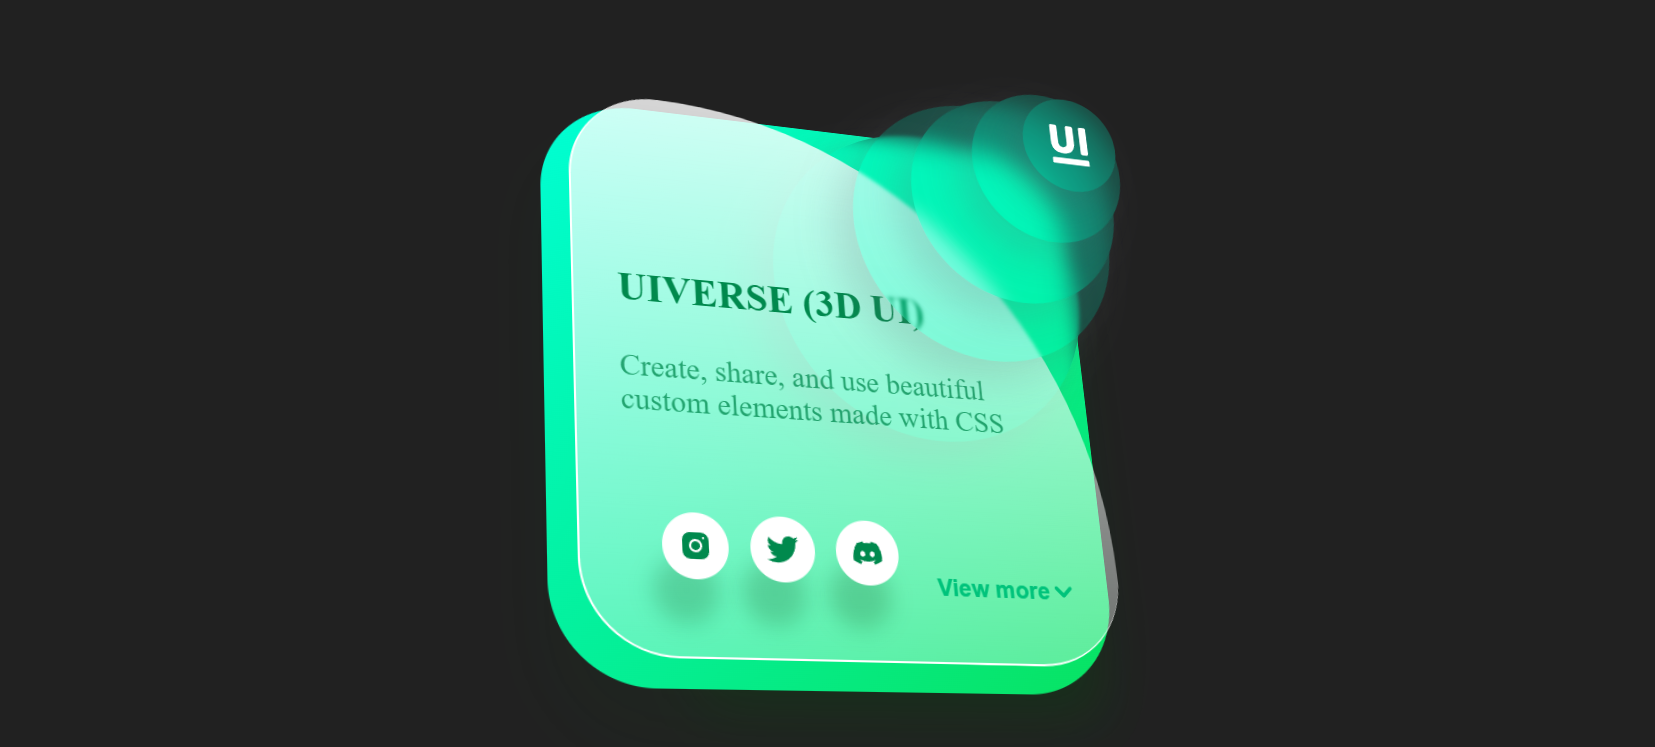 UI
UIVERSE (3D UI)
Create, share, and use beautiful
custom elements made with CSS
View more